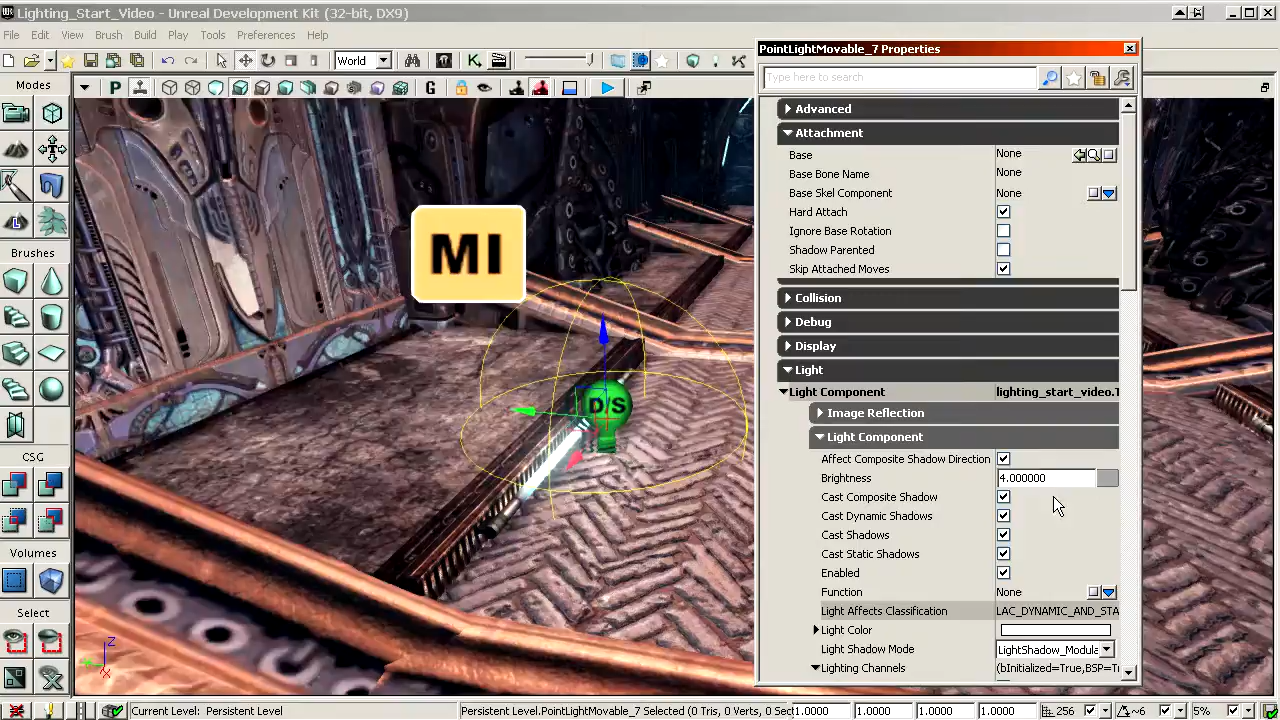 Lighting_Start_Video - Unreal Development Kit (32-bit, DX9)
File Edit View Brush Build Play Tools Preferences Help
World
P G
Modes
Brushes
CSG
Volumes
Select
MI
D/S
Z
X
PointLightMovable_7 Properties
Type here to search
Advanced
Attachment
Base None
Base Bone Name None
Base Skel Component None
Hard Attach
Ignore Base Rotation
Shadow Parented
Skip Attached Moves
Collision
Debug
Display
Light
Light Component lighting_start_video.T
Image Reflection
Light Component
Affect Composite Shadow Direction
Brightness 4.000000
Cast Composite Shadow
Cast Dynamic Shadows
Cast Shadows
Cast Static Shadows
Enabled
Function None
Light Affects Classification LAC_DYNAMIC_AND_STA
Light Color
Light Shadow Mode LightShadow_Modula
Lighting Channels (bInitialized=True,BSP=Tr
Current Level: Persistent Level Persistent Level.PointLightMovable_7 Selected (0 Tris, 0 Verts, 0 Sec 1.0000 1.0000 1.0000 1.0000 256 ~6 5%